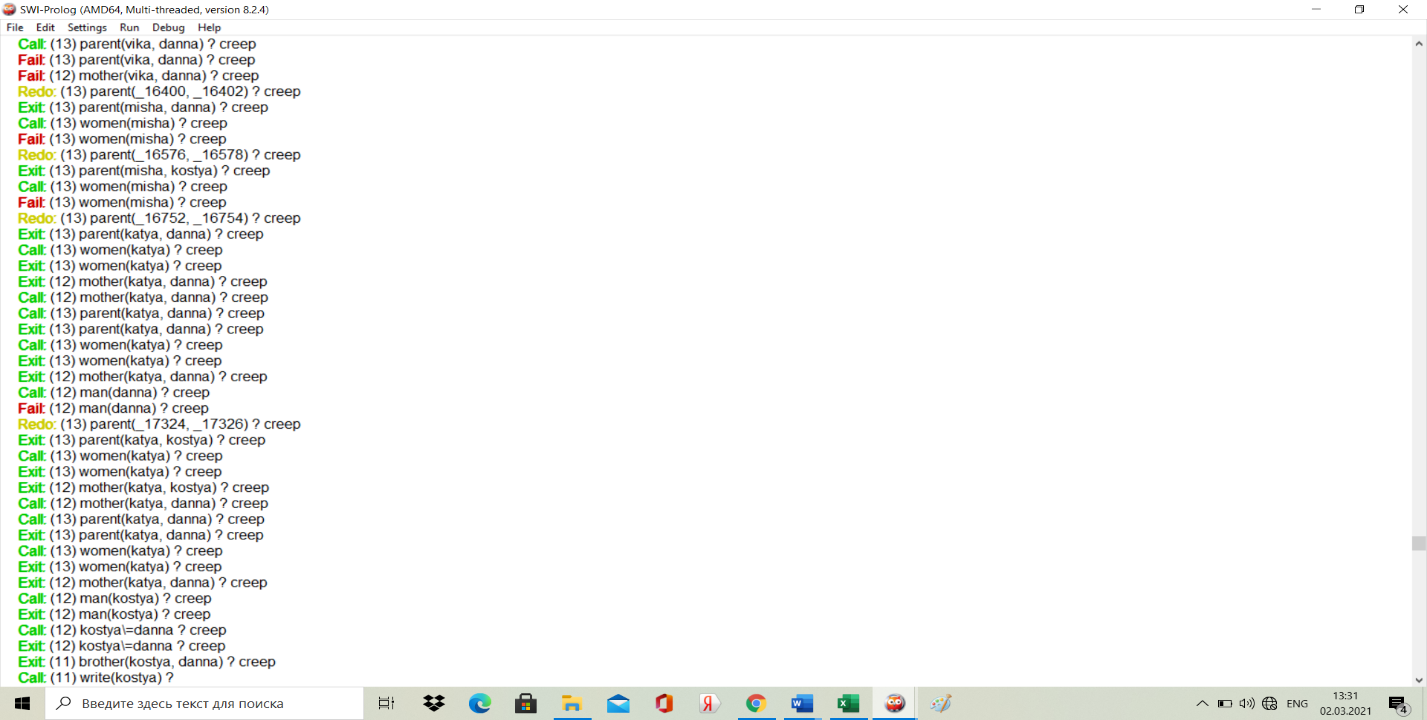 SWI-Prolog (AMD64, Multi-threaded, version 8.2.4)
File Edit Settings Run Debug Help
Call: (13) parent(vika, danna) ? creep
Fail: (13) parent(vika, danna) ? creep
Fail: (12) mother(vika, danna) ? creep
Redo: (13) parent(_16400, _16402) ? creep
Exit: (13) parent(misha, danna) ? creep
Call: (13) women(misha) ? creep
Fail: (13) women(misha) ? creep
Redo: (13) parent(_16576, _16578) ? creep
Exit: (13) parent(misha, kostya) ? creep
Call: (13) women(misha) ? creep
Fail: (13) women(misha) ? creep
Redo: (13) parent(_16752, _16754) ? creep
Exit: (13) parent(katya, danna) ? creep
Call: (13) women(katya) ? creep
Exit: (13) women(katya) ? creep
Exit: (12) mother(katya, danna) ? creep
Call: (12) mother(katya, danna) ? creep
Call: (13) parent(katya, danna) ? creep
Exit: (13) parent(katya, danna) ? creep
Call: (13) women(katya) ? creep
Exit: (13) women(katya) ? creep
Exit: (12) mother(katya, danna) ? creep
Call: (12) man(danna) ? creep
Fail: (12) man(danna) ? creep
Redo: (13) parent(_17324, _17326) ? creep
Exit: (13) parent(katya, kostya) ? creep
Call: (13) women(katya) ? creep
Exit: (13) women(katya) ? creep
Exit: (12) mother(katya, kostya) ? creep
Call: (12) mother(katya, danna) ? creep
Call: (13) parent(katya, danna) ? creep
Exit: (13) parent(katya, danna) ? creep
Call: (13) women(katya) ? creep
Exit: (13) women(katya) ? creep
Exit: (12) mother(katya, danna) ? creep
Call: (12) man(kostya) ? creep
Exit: (12) man(kostya) ? creep
Call: (12) kostya\=danna ? creep
Exit: (12) kostya\=danna ? creep
Exit: (11) brother(kostya, danna) ? creep
Call: (11) write(kostya) ?
Введите здесь текст для поиска
Я
ENG
13:31
02.03.2021
4